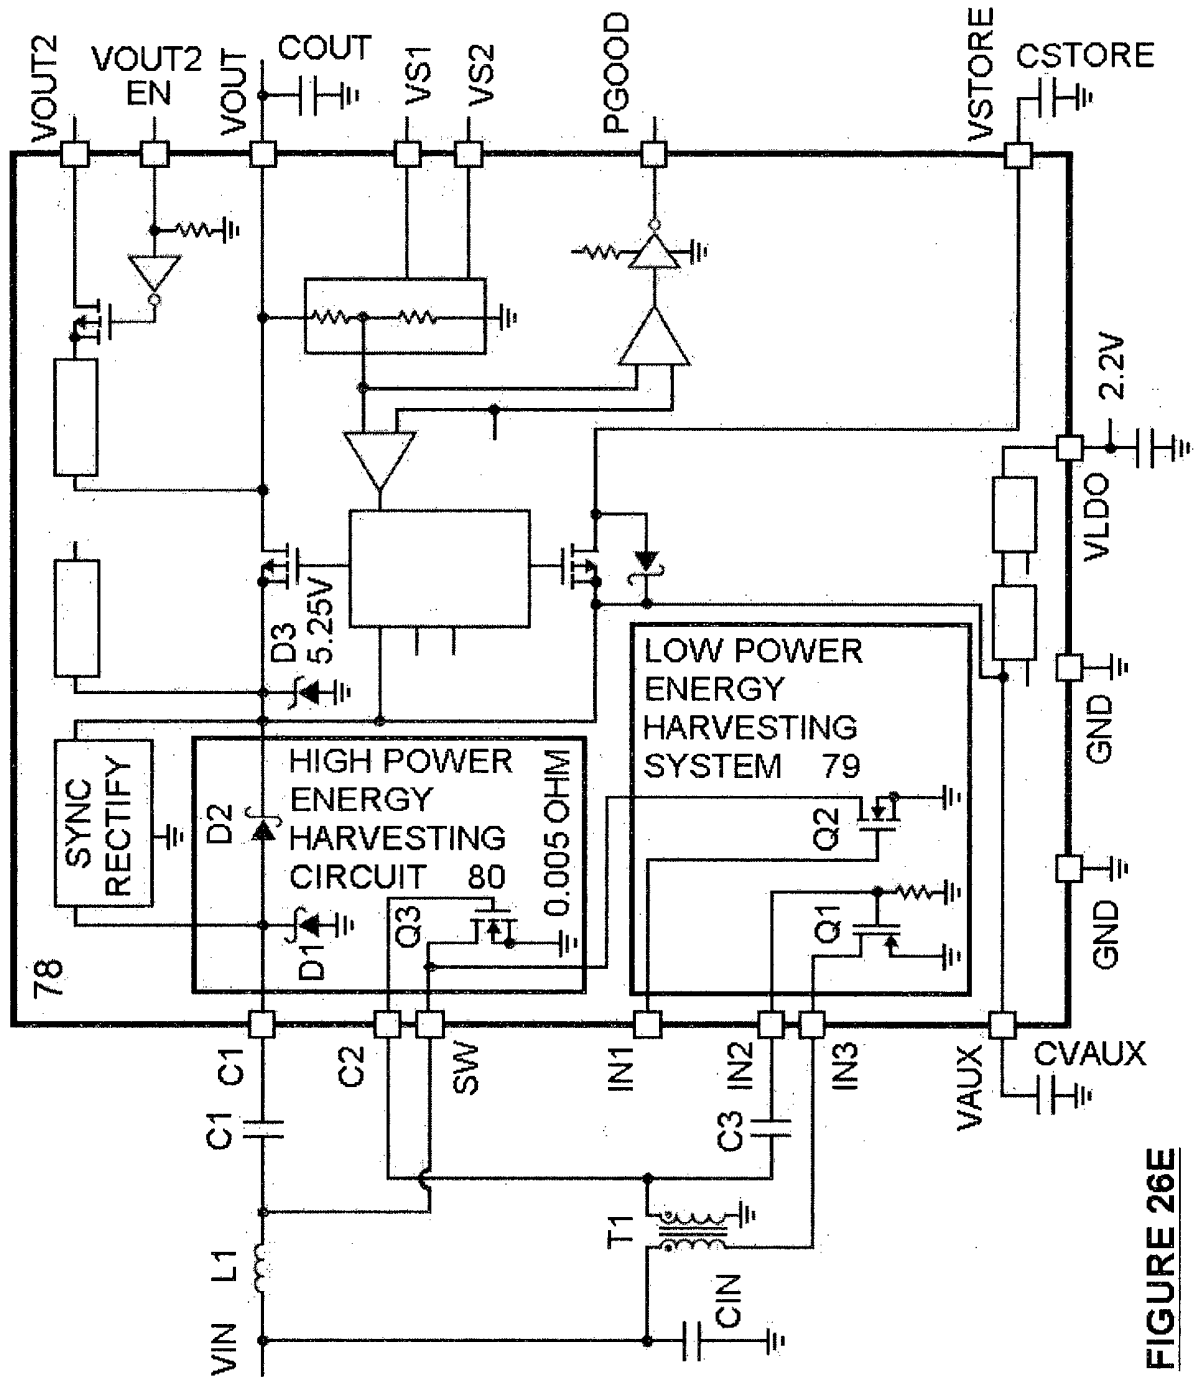 VOUT2
VOUT2
EN
VOUT
COUT
VS1
VS2
PGOOD
VSTORE
CSTORE
78
SYNC
RECTIFY
D3
5.25V
2.2V
VLDO
D2
HIGH POWER
ENERGY
HARVESTING
CIRCUIT 80
0.005 OHM
D1
Q3
LOW POWER
ENERGY
HARVESTING
SYSTEM 79
Q2
Q1
GND
GND
C1
C1
C2
SW
IN1
IN2
IN3
C3
VAUX
CVAUX
VIN
L1
T1
CIN
FIGURE 26E